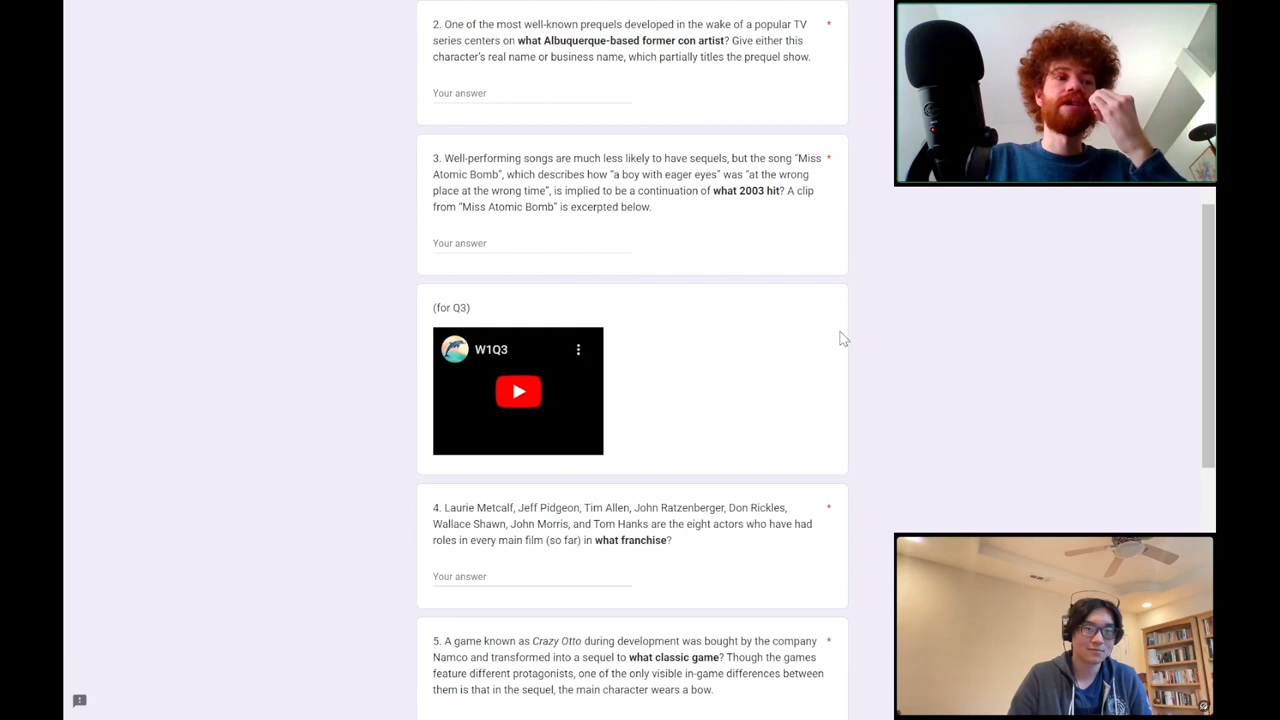 2. One of the most well-known prequels developed in the wake of a popular TV *
series centers on what Albuquerque-based former con artist? Give either this
character's real name or business name, which partially titles the prequel show.
Your answer
3. Well-performing songs are much less likely to have sequels, but the song “Miss *
Atomic Bomb”, which describes how “a boy with eager eyes” was “at the wrong
place at the wrong time”, is implied to be a continuation of what 2003 hit? A clip
from “Miss Atomic Bomb” is excerpted below.
Your answer
(for Q3)
W1Q3
4. Laurie Metcalf, Jeff Pidgeon, Tim Allen, John Ratzenberger, Don Rickles, *
Wallace Shawn, John Morris, and Tom Hanks are the eight actors who have had
roles in every main film (so far) in what franchise?
Your answer
5. A game known as Crazy Otto during development was bought by the company *
Namco and transformed into a sequel to what classic game? Though the games
feature different protagonists, one of the only visible in-game differences between
them is that in the sequel, the main character wears a bow.